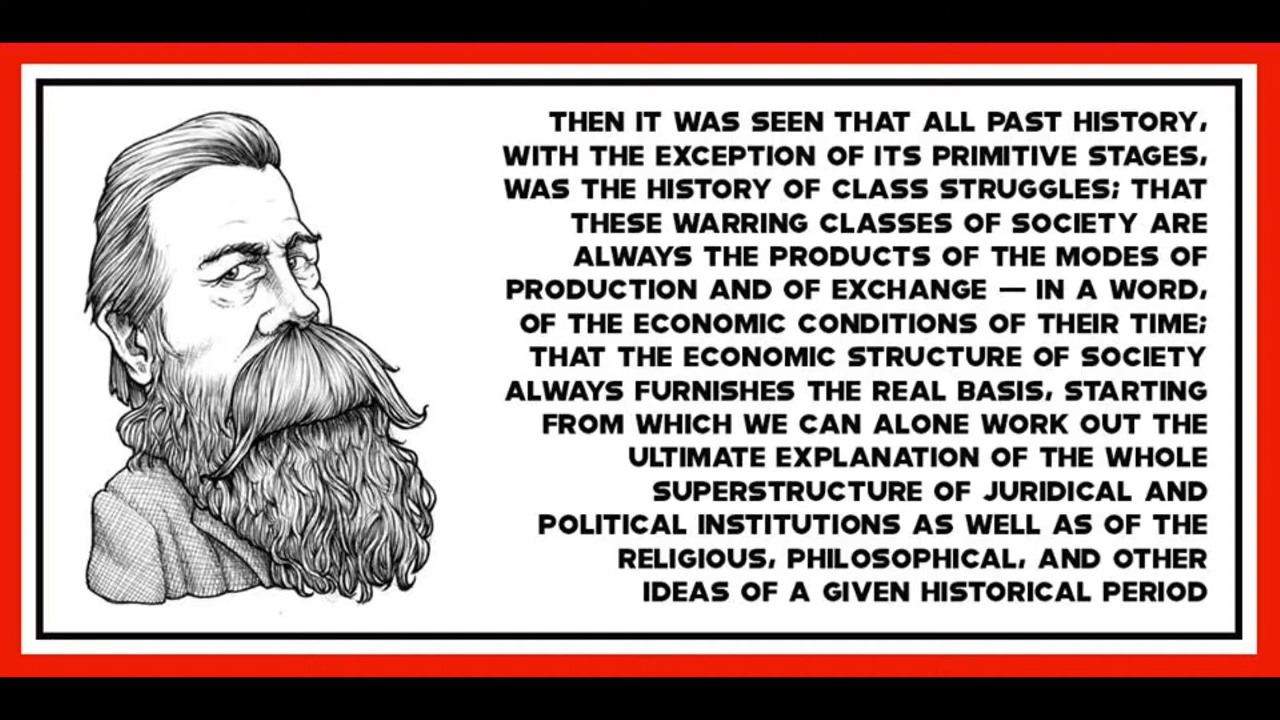 THEN IT WAS SEEN THAT ALL PAST HISTORY,
WITH THE EXCEPTION OF ITS PRIMITIVE STAGES,
WAS THE HISTORY OF CLASS STRUGGLES; THAT
THESE WARRING CLASSES OF SOCIETY ARE
ALWAYS THE PRODUCTS OF THE MODES OF
PRODUCTION AND OF EXCHANGE — IN A WORD,
OF THE ECONOMIC CONDITIONS OF THEIR TIME;
THAT THE ECONOMIC STRUCTURE OF SOCIETY
ALWAYS FURNISHES THE REAL BASIS, STARTING
FROM WHICH WE CAN ALONE WORK OUT THE
ULTIMATE EXPLANATION OF THE WHOLE
SUPERSTRUCTURE OF JURIDICAL AND
POLITICAL INSTITUTIONS AS WELL AS OF THE
RELIGIOUS, PHILOSOPHICAL, AND OTHER
IDEAS OF A GIVEN HISTORICAL PERIOD